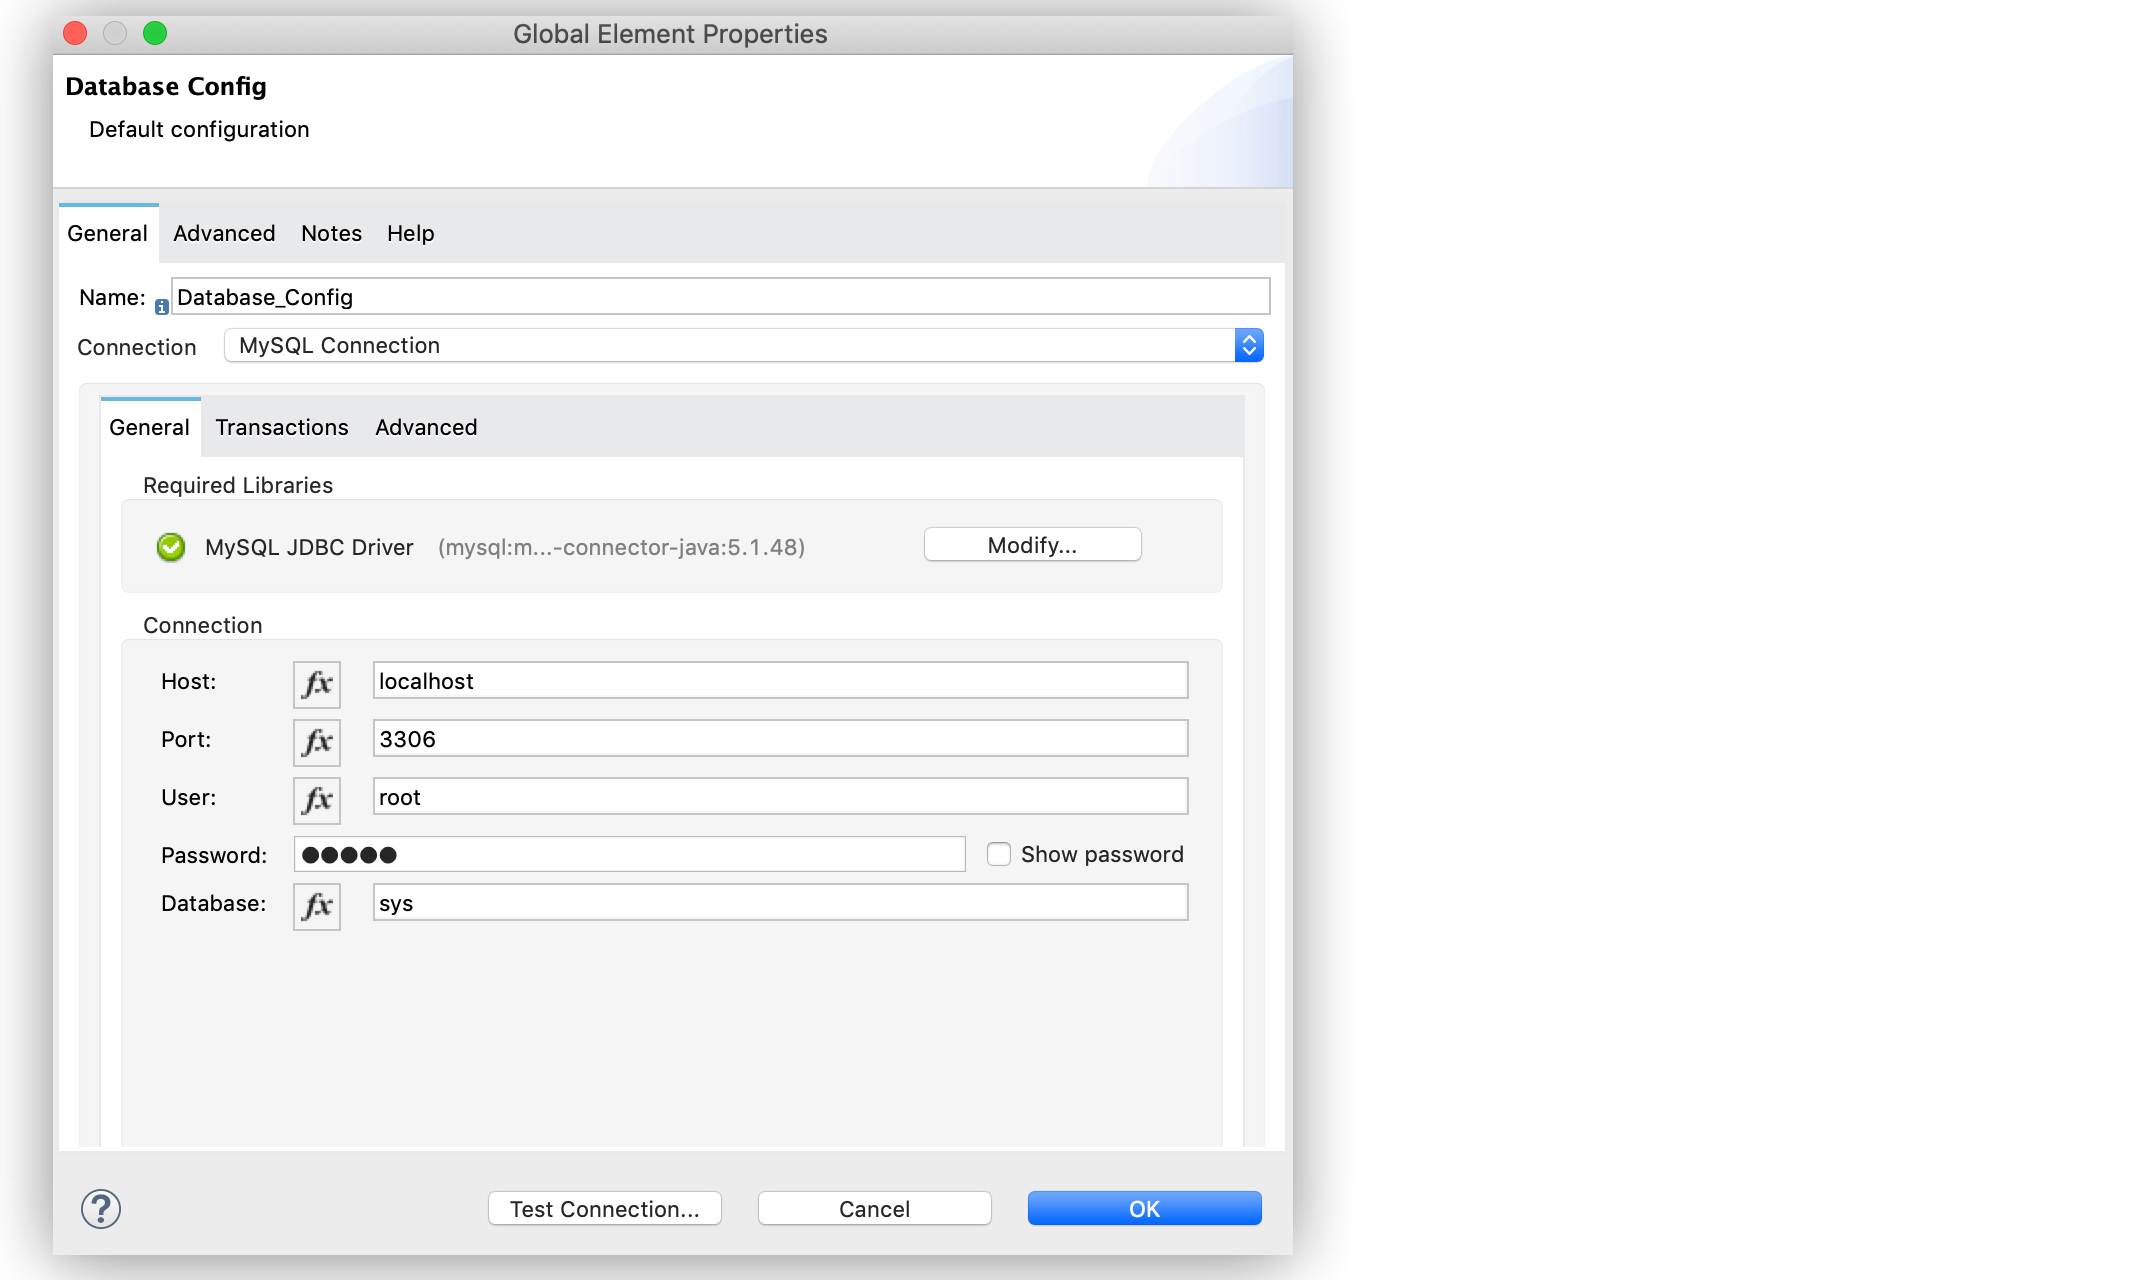 Global Element Properties
Database Config
Default configuration
General Advanced Notes Help
Name: Database_Config
Connection MySQL Connection
General Transactions Advanced
Required Libraries
MySQL JDBC Driver (mysql:m...-connector-java:5.1.48) Modify...
Connection
Host: fx localhost
Port: fx 3306
User: fx root
Password: ●●●●● Show password
Database: fx sys
? Test Connection... Cancel OK